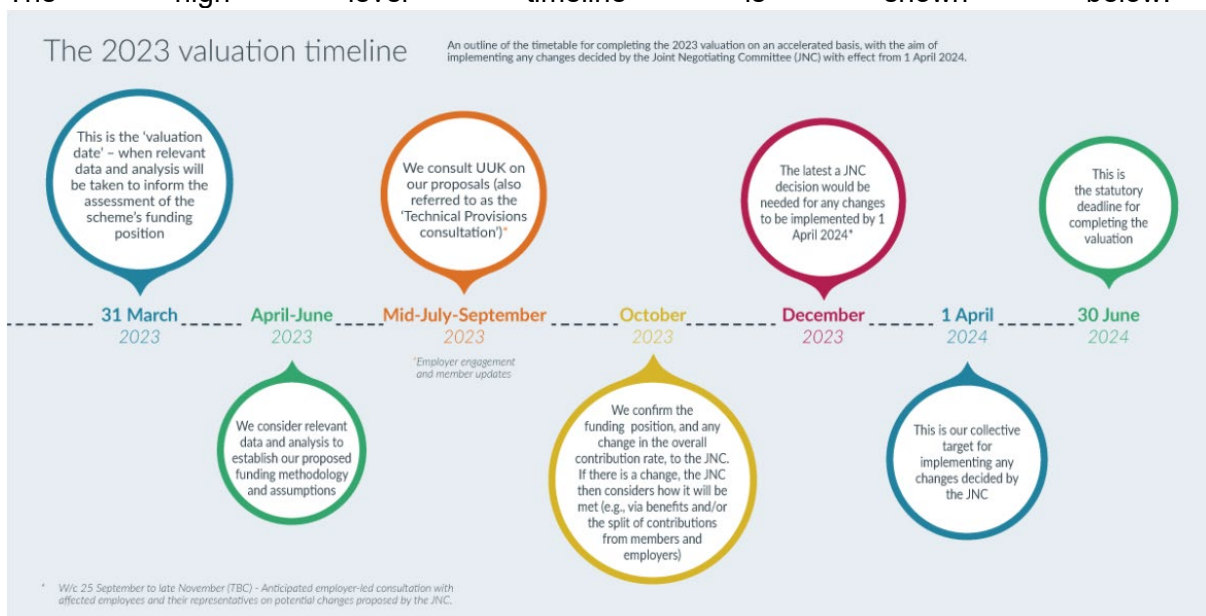 The high level timeline is shown below.
The 2023 valuation timeline
An outline of the timetable for completing the 2023 valuation on an accelerated basis, with the aim of
implementing any changes decided by the Joint Negotiating Committee (JNC) with effect from 1 April 2024.
This is the ‘valuation
date’ – when relevant
data and analysis will
be taken to inform the
assessment of the
scheme’s funding
position
31 March
2023
We consider relevant
data and analysis to
establish our proposed
funding methodology
and assumptions
April-June
2023
We consult UUK on
our proposals (also
referred to as the
‘Technical Provisions
consultation’)*
Mid-July-September
2023
*Employer engagement
and member updates
October
2023
We confirm the
funding position, and any
change in the overall
contribution rate, to the JNC.
If there is a change, the JNC
then considers how it will be
met (e.g., via benefits and/or
the split of contributions
from members and
employers)
The latest a JNC
decision would be
needed for any changes
to be implemented by 1
April 2024*
December
2023
1 April
2024
This is our collective
target for
implementing any
changes decided by
the JNC
This is
the statutory
deadline for
completing the
valuation
30 June
2024
* W/c 25 September to late November (TBC) - Anticipated employer-led consultation with
affected employees and their representatives on potential changes proposed by the JNC.